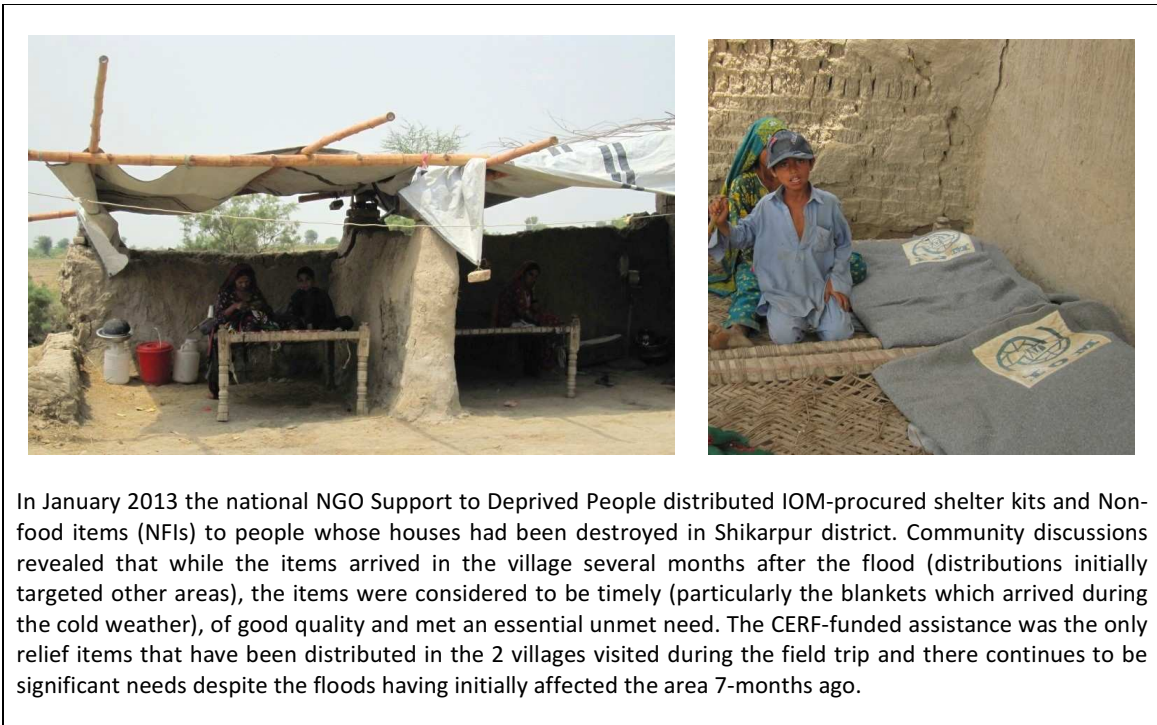 IOM
IOM
In January 2013 the national NGO Support to Deprived People distributed IOM-procured shelter kits and Non-
food items (NFIs) to people whose houses had been destroyed in Shikarpur district. Community discussions
revealed that while the items arrived in the village several months after the flood (distributions initially
targeted other areas), the items were considered to be timely (particularly the blankets which arrived during
the cold weather), of good quality and met an essential unmet need. The CERF-funded assistance was the only
relief items that have been distributed in the 2 villages visited during the field trip and there continues to be
significant needs despite the floods having initially affected the area 7-months ago.